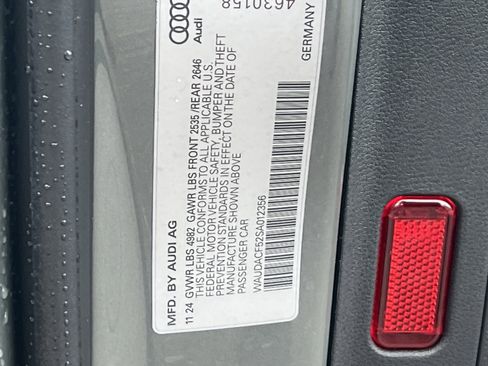 4630158
Audi
GERMANY
MFD. BY AUDI AG
11 24 GVWR LBS 4982 GAWR LBS FRONT 2535 /REAR 2646
THIS VEHICLE CONFORMS TO ALL APPLICABLE U.S.
FEDERAL MOTOR VEHICLE SAFETY, BUMPER AND THEFT
PREVENTION STANDARDS IN EFFECT ON THE DATE OF
MANUFACTURE SHOWN ABOVE
PASSENGER CAR
WAUDACF52SA012356